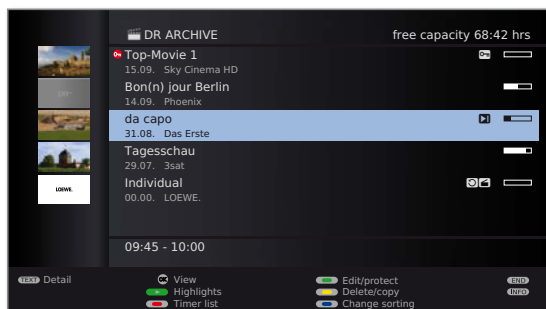 DR ARCHIVE free capacity 68:42 hrs
Top-Movie 1
15.09. Sky Cinema HD
Bon(n) jour Berlin
14.09. Phoenix
da capo
31.08. Das Erste
Tagesschau
29.07. 3sat
Individual
00.00. LOEWE.
LOEWE.
09:45 - 10:00
TEXT Detail OK View Edit/protect END
Highlights Delete/copy INFO
Timer list Change sorting